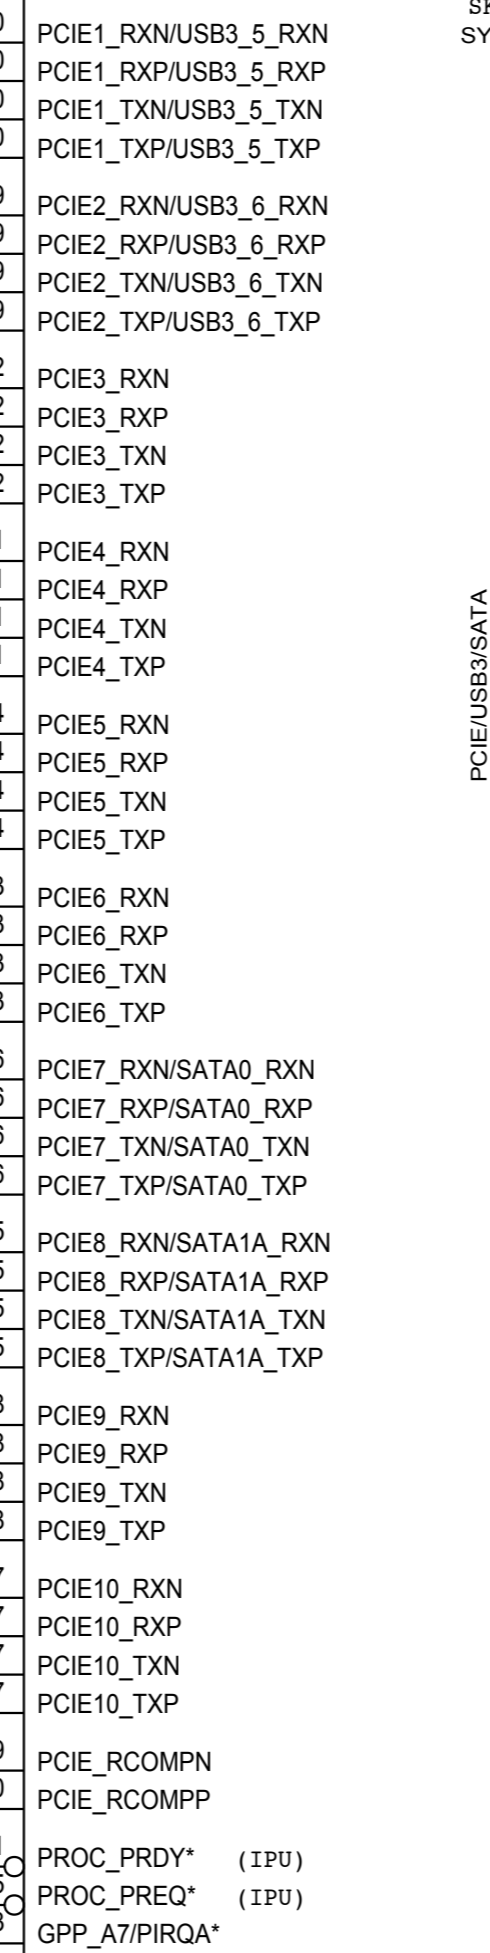 PCIE1_RXN/USB3_5_RXN
PCIE1_RXP/USB3_5_RXP
PCIE1_TXN/USB3_5_TXN
PCIE1_TXP/USB3_5_TXP
PCIE2_RXN/USB3_6_RXN
PCIE2_RXP/USB3_6_RXP
PCIE2_TXN/USB3_6_TXN
PCIE2_TXP/USB3_6_TXP
PCIE3_RXN
PCIE3_RXP
PCIE3_TXN
PCIE3_TXP
PCIE4_RXN
PCIE4_RXP
PCIE4_TXN
PCIE4_TXP
PCIE5_RXN
PCIE5_RXP
PCIE5_TXN
PCIE5_TXP
PCIE6_RXN
PCIE6_RXP
PCIE6_TXN
PCIE6_TXP
PCIE7_RXN/SATA0_RXN
PCIE7_RXP/SATA0_RXP
PCIE7_TXN/SATA0_TXN
PCIE7_TXP/SATA0_TXP
PCIE8_RXN/SATA1A_RXN
PCIE8_RXP/SATA1A_RXP
PCIE8_TXN/SATA1A_TXN
PCIE8_TXP/SATA1A_TXP
PCIE9_RXN
PCIE9_RXP
PCIE9_TXN
PCIE9_TXP
PCIE10_RXN
PCIE10_RXP
PCIE10_TXN
PCIE10_TXP
PCIE_RCOMPN
PCIE_RCOMPP
PROC_PRDY* (IPU)
PROC_PREQ* (IPU)
GPP_A7/PIRQA*
PCIE/USB3/SATA